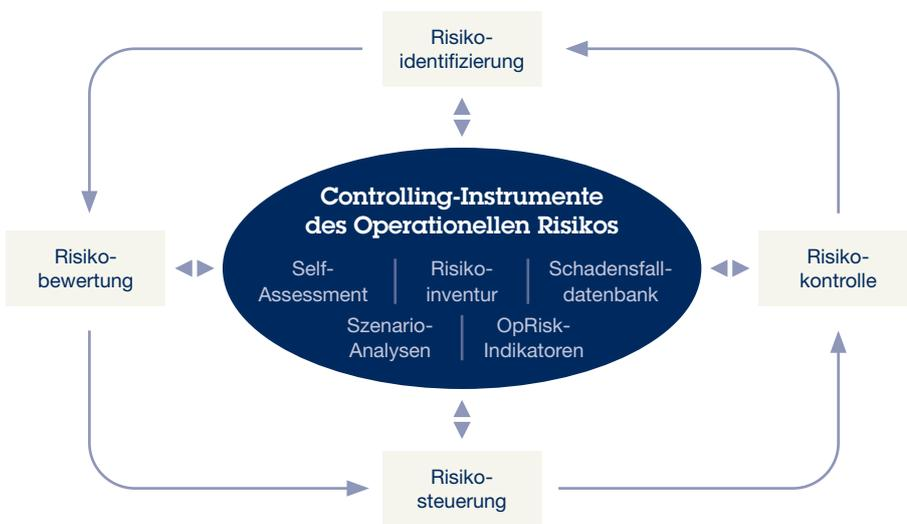 Risiko-
identifizierung
Controlling-Instrumente
des Operationellen Risikos
Risiko-
bewertung
Self-
Assessment
Risiko-
inventur
Schadensfall-
datenbank
Szenario-
Analysen
OpRisk-
Indikatoren
Risiko-
kontrolle
Risiko-
steuerung